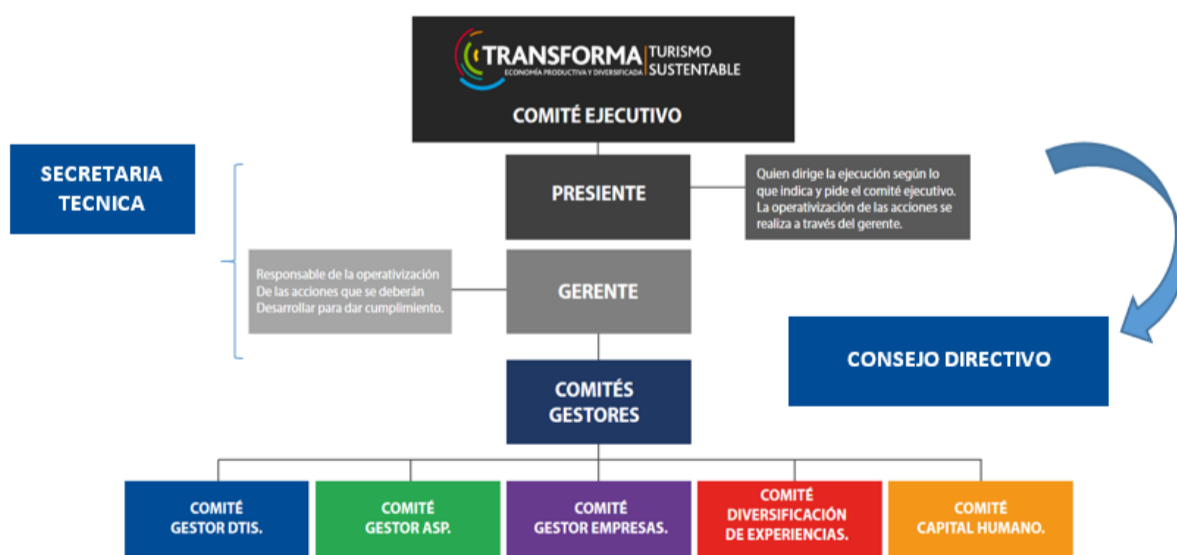 TRANSFORMA
ECONOMÍA PRODUCTIVA Y DIVERSIFICADA
TURISMO
SUSTENTABLE
COMITÉ EJECUTIVO
SECRETARIA
TECNICA
PRESIENTE
Quien dirige la ejecución según lo
que indica y pide el comité ejecutivo.
La operativización de las acciones se
realiza a través del gerente.
Responsable de la operativización
De las acciones que se deberán
Desarrollar para dar cumplimiento.
GERENTE
CONSEJO DIRECTIVO
COMITÉS
GESTORES
COMITÉ
GESTOR DTIS.
COMITÉ
GESTOR ASP.
COMITÉ
GESTOR EMPRESAS.
COMITÉ
DIVERSIFICACIÓN
DE EXPERIENCIAS.
COMITÉ
CAPITAL HUMANO.